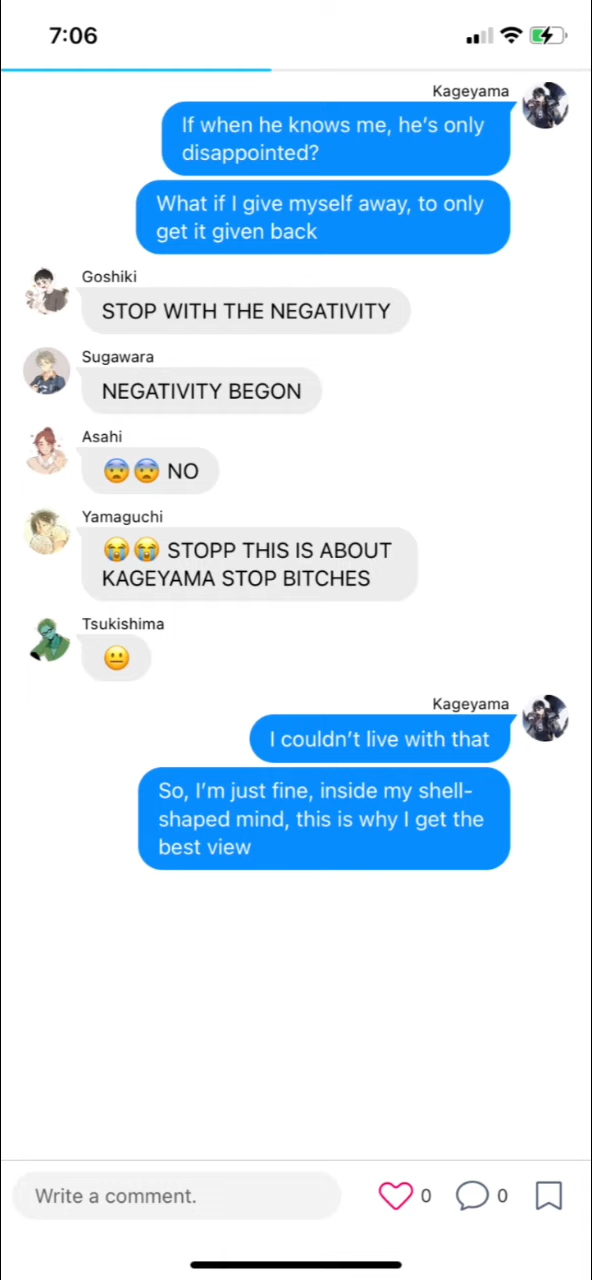 7:06
Kageyama
If when he knows me, he's only
disappointed?
What if I give myself away, to only
get it given back
Goshiki
STOP WITH THE NEGATIVITY
Sugawara
NEGATIVITY BEGON
Asahi
😨😨 NO
Yamaguchi
😭😭 STOPP THIS IS ABOUT
KAGEYAMA STOP BITCHES
Tsukishima
😐
Kageyama
I couldn't live with that
So, I'm just fine, inside my shell-
shaped mind, this is why I get the
best view
Write a comment.
0
0